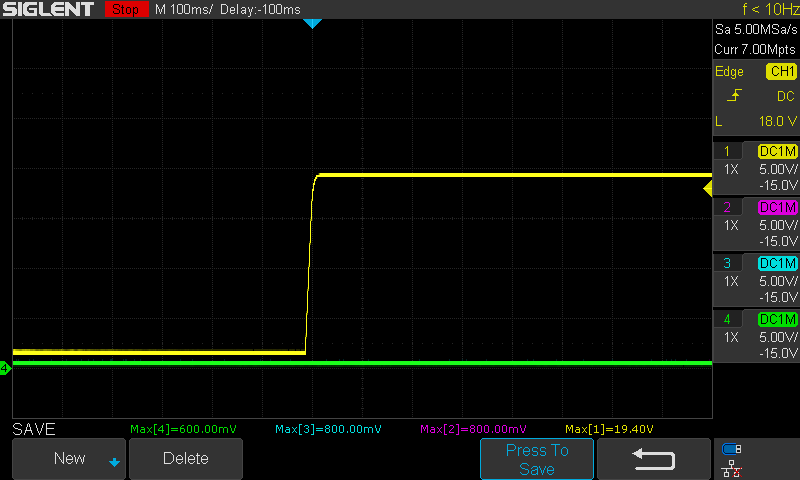 SIGLENT Stop M 100ms/ Delay:-100ms f < 10Hz
Sa 5.00MSa/s
Curr 7.00Mpts
Edge CH1
DC
L 18.0 V
1 DC1M
1X 5.00V/
-15.0V
2 DC1M
1X 5.00V/
-15.0V
3 DC1M
1X 5.00V/
-15.0V
4 DC1M
1X 5.00V/
-15.0V
4
SAVE Max[4]=600.00mV Max[3]=800.00mV Max[2]=800.00mV Max[1]=19.40V
New Delete Press To
Save